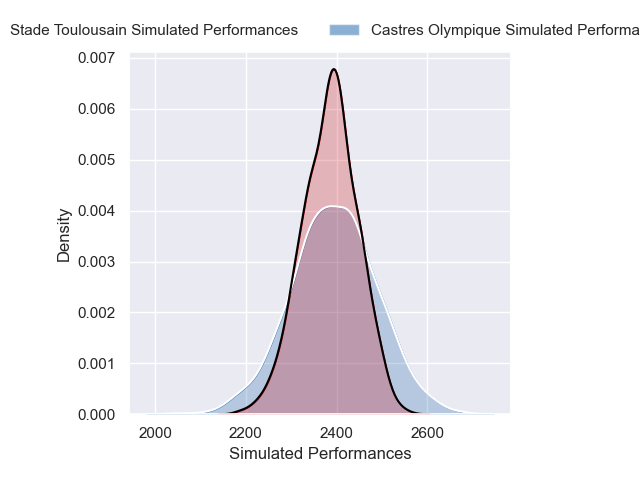 Stade Toulousain Simulated Performances
Castres Olympique Simulated Performa
0.007
0.006
0.005
0.004
0.003
0.002
0.001
0.000
Density
2000 2200 2400 2600
Simulated Performances